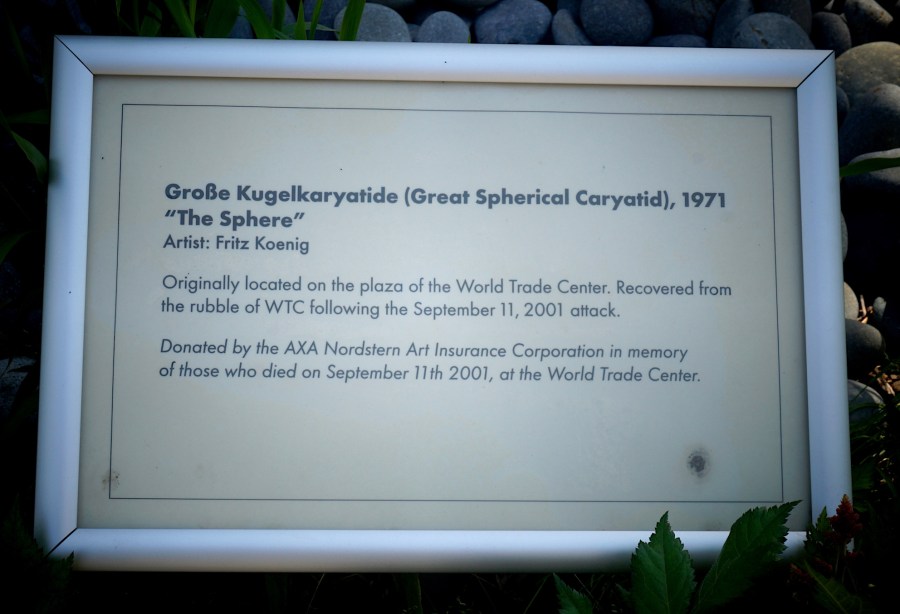 Große Kugelkaryatide (Great Spherical Caryatid), 1971
“The Sphere”
Artist: Fritz Koenig
Originally located on the plaza of the World Trade Center. Recovered from
the rubble of WTC following the September 11, 2001 attack.
Donated by the AXA Nordstern Art Insurance Corporation in memory
of those who died on September 11th 2001, at the World Trade Center.